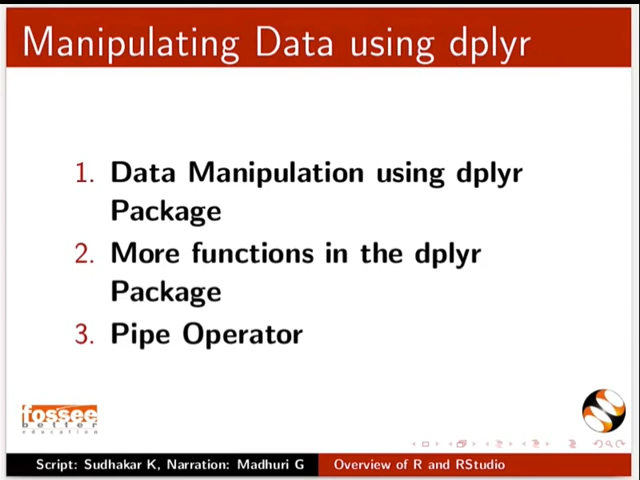 Manipulating Data using dplyr
1. Data Manipulation using dplyr
Package
2. More functions in the dplyr
Package
3. Pipe Operator
fossee
better
education
Script: Sudhakar K, Narration: Madhuri G
Overview of R and RStudio